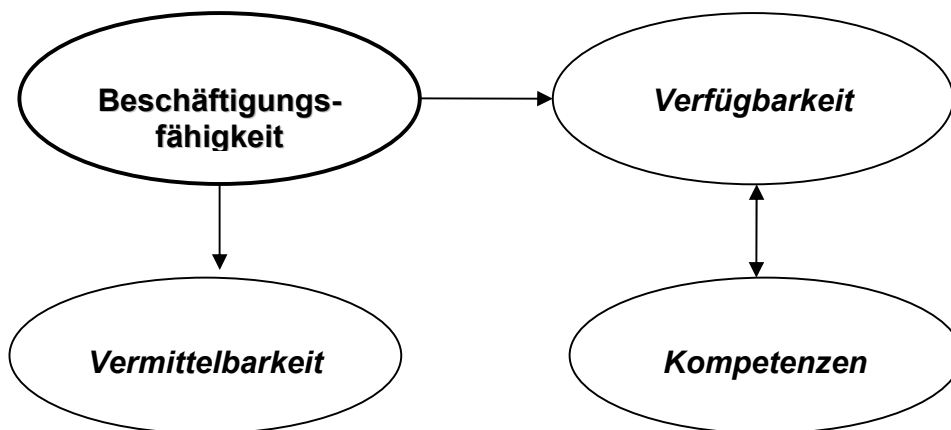 Beschäftigungs-
fähigkeit
Verfügbarkeit
Vermittelbarkeit
Kompetenzen